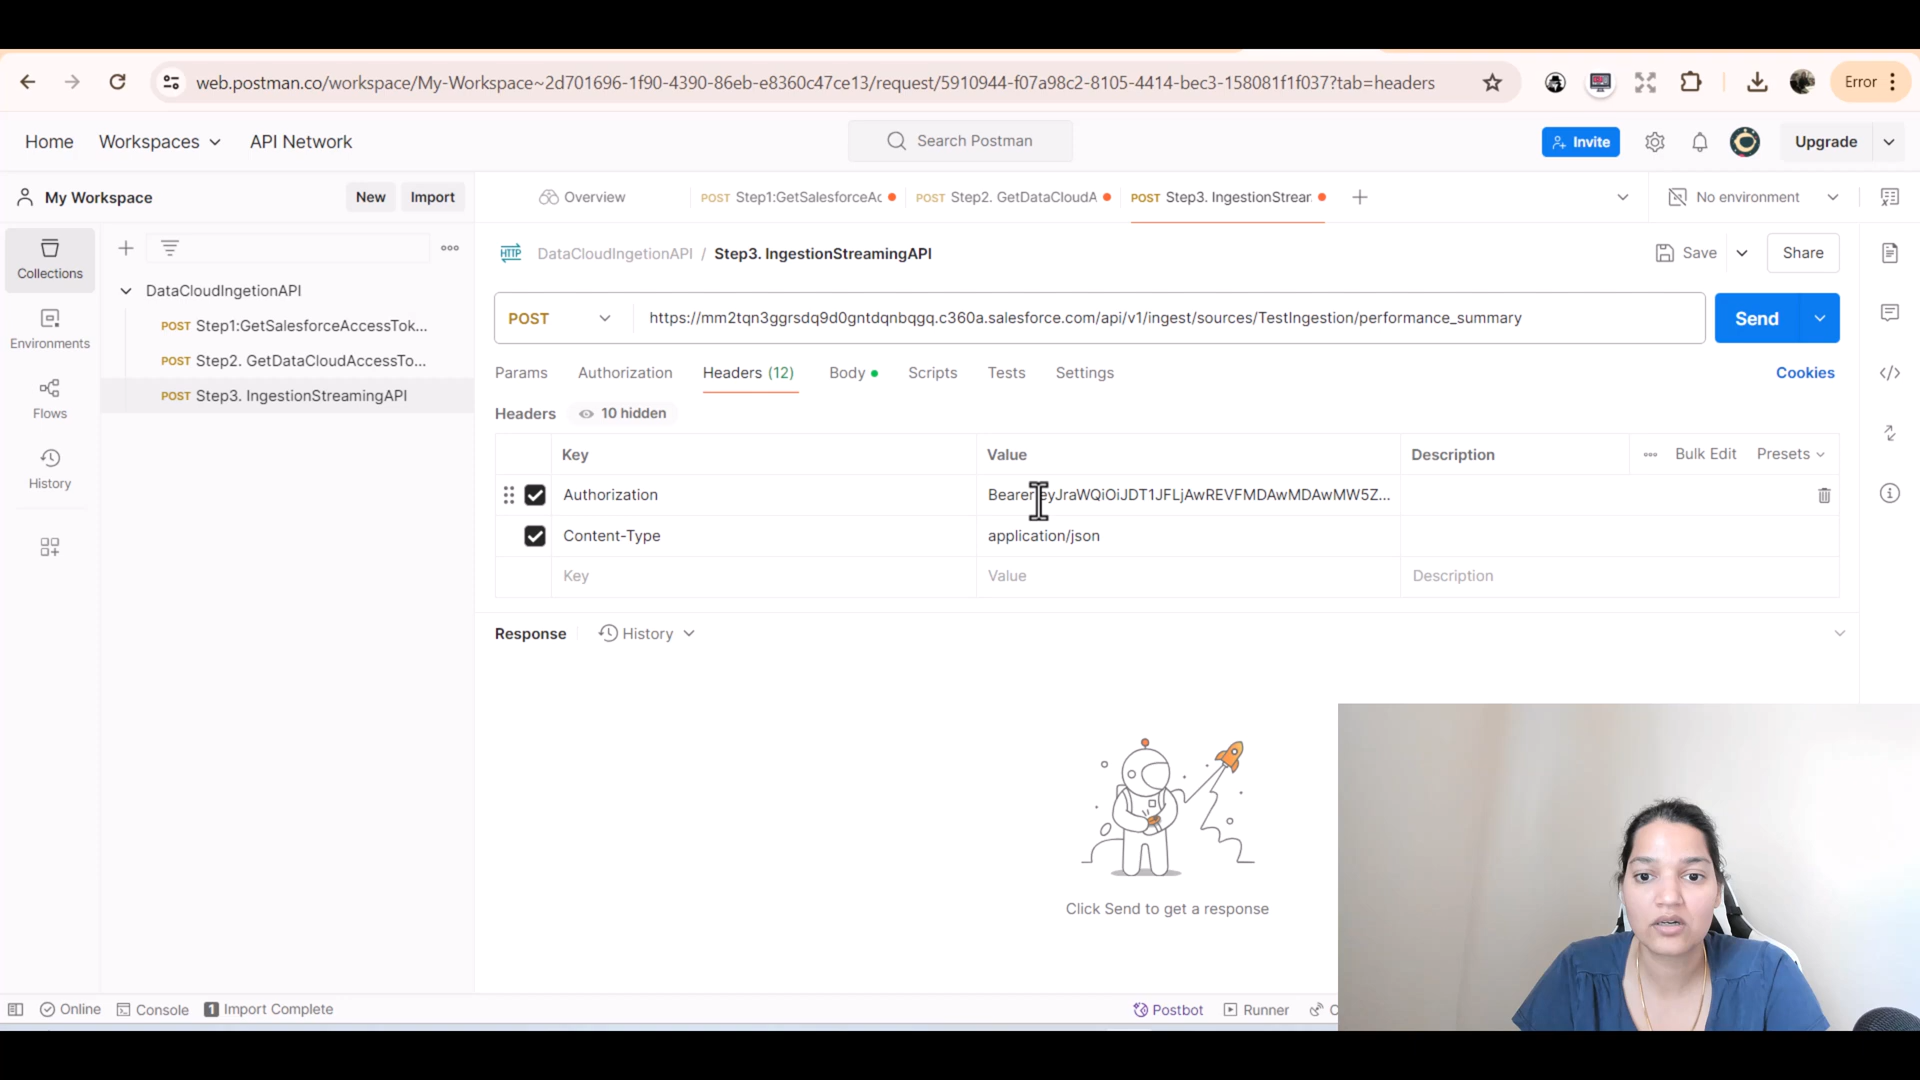 web.postman.co/workspace/My-Workspace~2d701696-1f90-4390-86eb-e8360c47ce13/request/5910944-f07a98c2-8105-4414-bec3-158081f1f037?tab=headers
Error
Home
Workspaces
API Network
Search Postman
Invite
Upgrade
My Workspace
New
Import
Overview
POST Step1:GetSalesforceAc
POST Step2. GetDataCloudA
POST Step3. IngestionStrear
No environment
Collections
Environments
Flows
History
DataCloudIngetionAPI
POST Step1:GetSalesforceAccessTok...
POST Step2. GetDataCloudAccessTo...
POST Step3. IngestionStreamingAPI
HTTP DataCloudIngetionAPI / Step3. IngestionStreamingAPI
Save
Share
POST https://mm2tqn3ggrsdq9d0gntdqnbqgq.c360a.salesforce.com/api/v1/ingest/sources/TestIngestion/performance_summary
Send
Params Authorization Headers (12) Body Scripts Tests Settings
Cookies
Headers 10 hidden
Key Value Description Bulk Edit Presets
Authorization Bearer eyJraWQiOiJDT1JFLjAwREVFMDAwMDAwMW5Z...
Content-Type application/json
Key Value Description
Response History
Click Send to get a response
Online Console 1 Import Complete
Postbot Runner